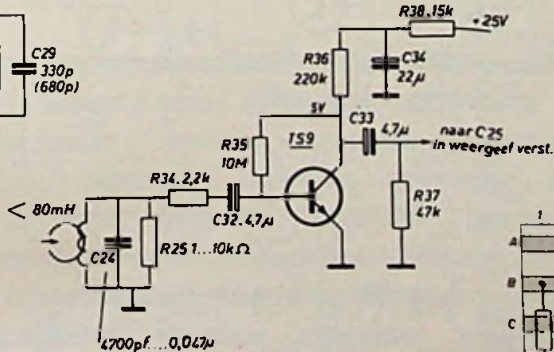 C29
330p
(680p)
R38.15k
+25V
R36
220k
C34
22µ
5V
C33
4,7µ
TS9
R35
10M
naar C25
in weergeef verst.
R34.2,2k
C32.4,7µ
R37
47k
< 80mH
C24
R25 1...10kΩ
4700pf....0,047µ
1
A
B
C